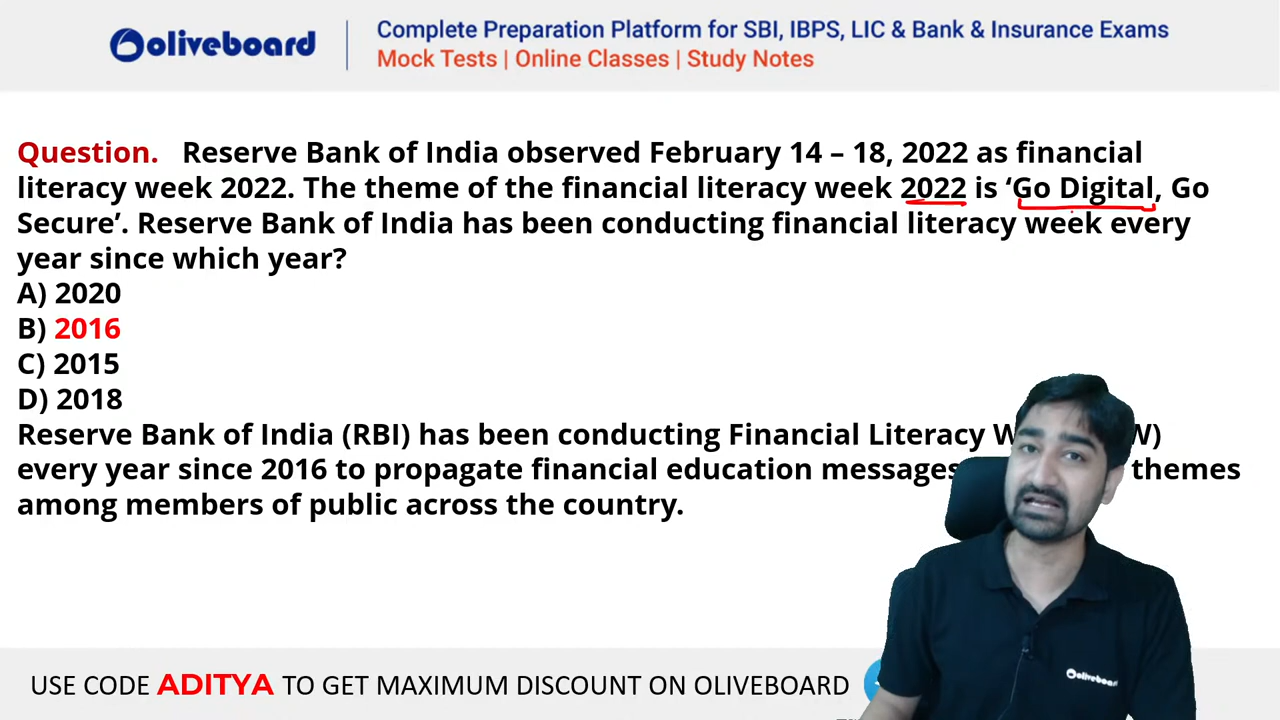 oliveboard
Complete Preparation Platform for SBI, IBPS, LIC & Bank & Insurance Exams
Mock Tests | Online Classes | Study Notes
Question. Reserve Bank of India observed February 14 – 18, 2022 as financial
literacy week 2022. The theme of the financial literacy week 2022 is ‘Go Digital, Go
Secure’. Reserve Bank of India has been conducting financial literacy week every
year since which year?
A) 2020
B) 2016
C) 2015
D) 2018
Reserve Bank of India (RBI) has been conducting Financial Literacy
every year since 2016 to propagate financial education messages themes
among members of public across the country.
oliveboard
USE CODE ADITYA TO GET MAXIMUM DISCOUNT ON OLIVEBOARD